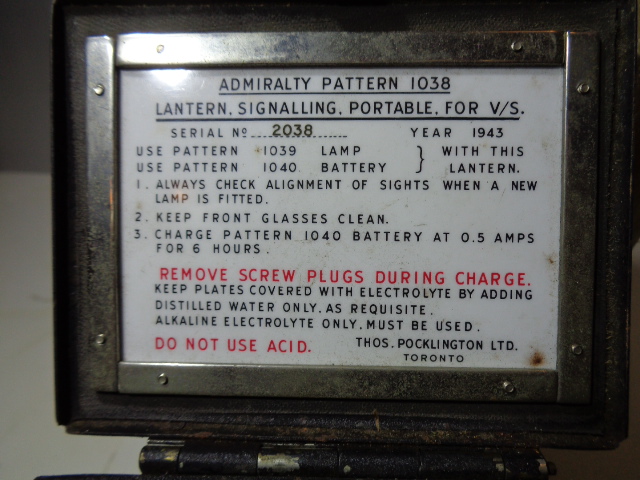 ADMIRALTY PATTERN 1038
LANTERN, SIGNALLING, PORTABLE, FOR V/S.
SERIAL Nº 2038 YEAR 1943
USE PATTERN 1039 LAMP } WITH THIS
USE PATTERN 1040 BATTERY LANTERN.
1. ALWAYS CHECK ALIGNMENT OF SIGHTS WHEN A NEW
LAMP IS FITTED.
2. KEEP FRONT GLASSES CLEAN.
3. CHARGE PATTERN 1040 BATTERY AT 0.5 AMPS
FOR 6 HOURS.
REMOVE SCREW PLUGS DURING CHARGE.
KEEP PLATES COVERED WITH ELECTROLYTE BY ADDING
DISTILLED WATER ONLY, AS REQUISITE.
ALKALINE ELECTROLYTE ONLY, MUST BE USED.
DO NOT USE ACID. THOS. POCKLINGTON LTD.
TORONTO